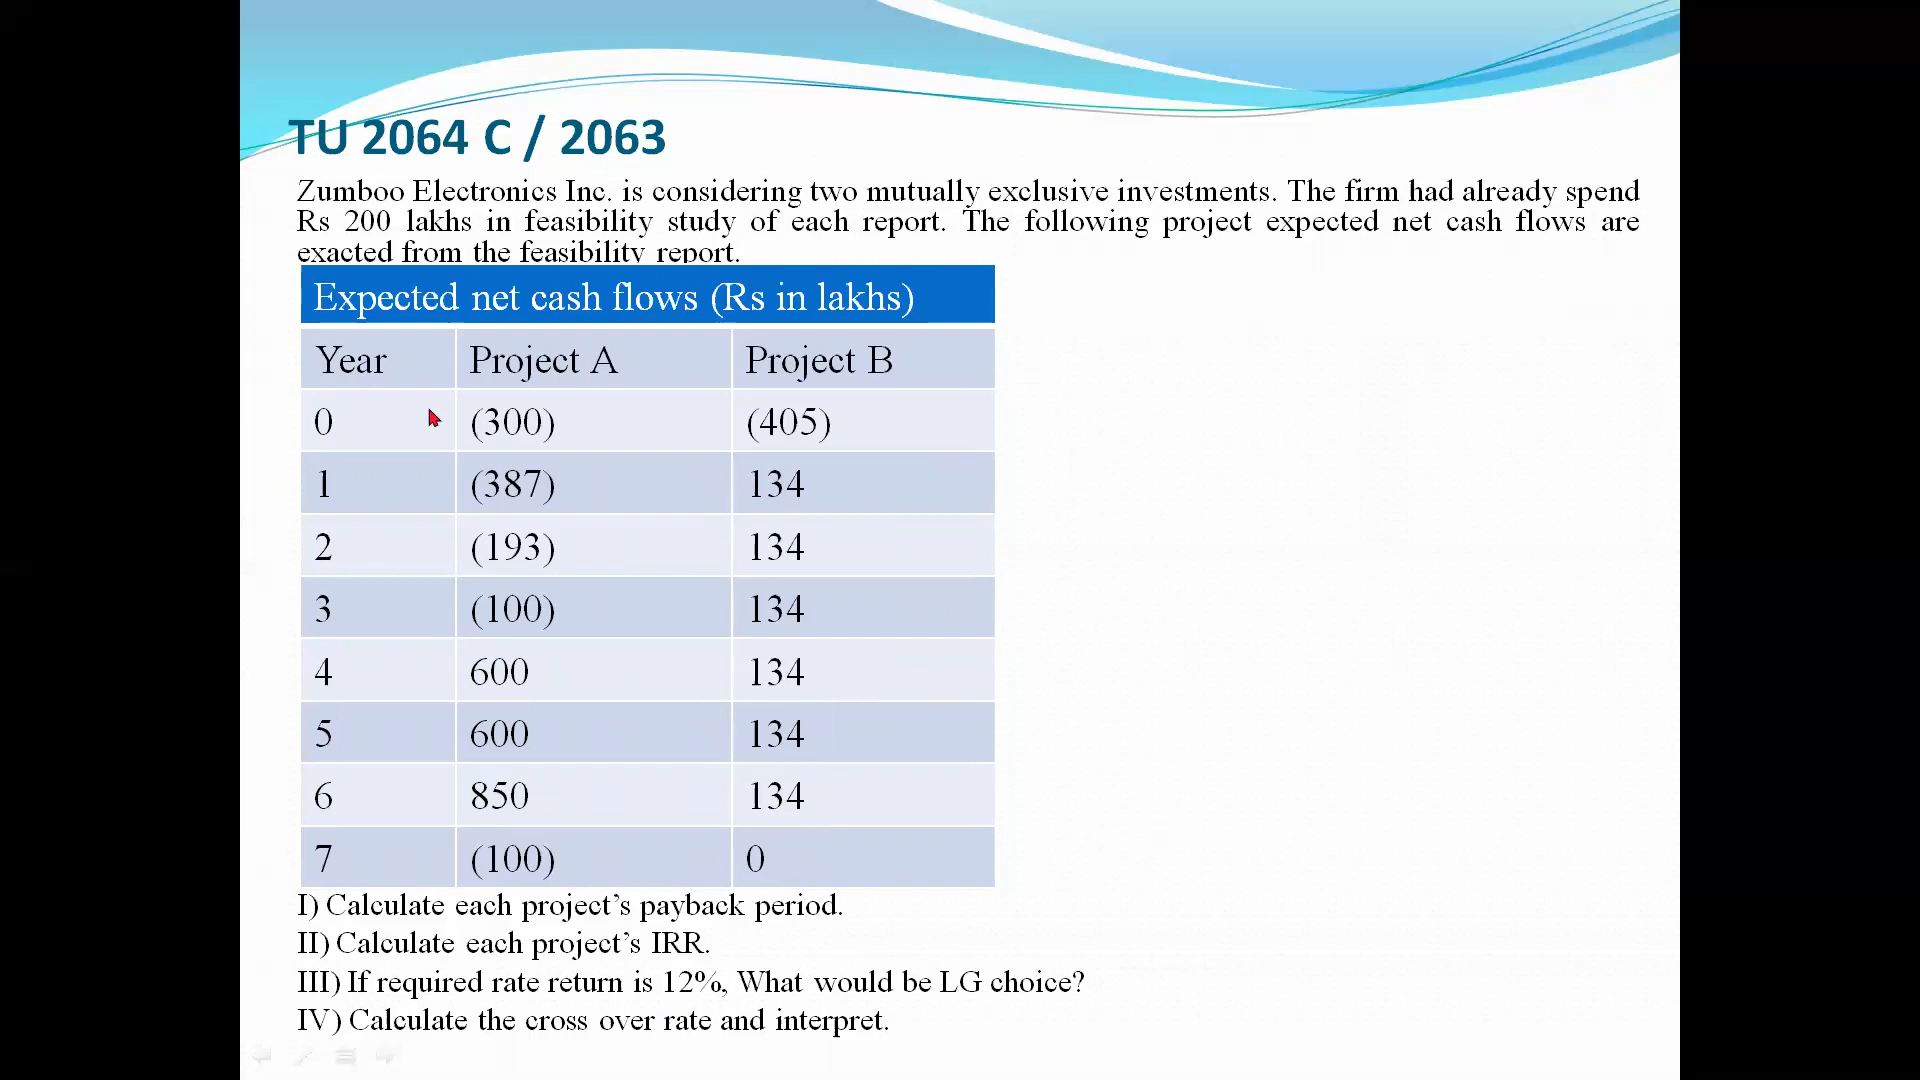 TU 2064 C / 2063
Zumboo Electronics Inc. is considering two mutually exclusive investments. The firm had already spend
Rs 200 lakhs in feasibility study of each report. The following project expected net cash flows are
exacted from the feasibility report.
Expected net cash flows (Rs in lakhs)
Year Project A Project B
0 (300) (405)
1 (387) 134
2 (193) 134
3 (100) 134
4 600 134
5 600 134
6 850 134
7 (100) 0
I) Calculate each project’s payback period.
II) Calculate each project’s IRR.
III) If required rate return is 12%, What would be LG choice?
IV) Calculate the cross over rate and interpret.